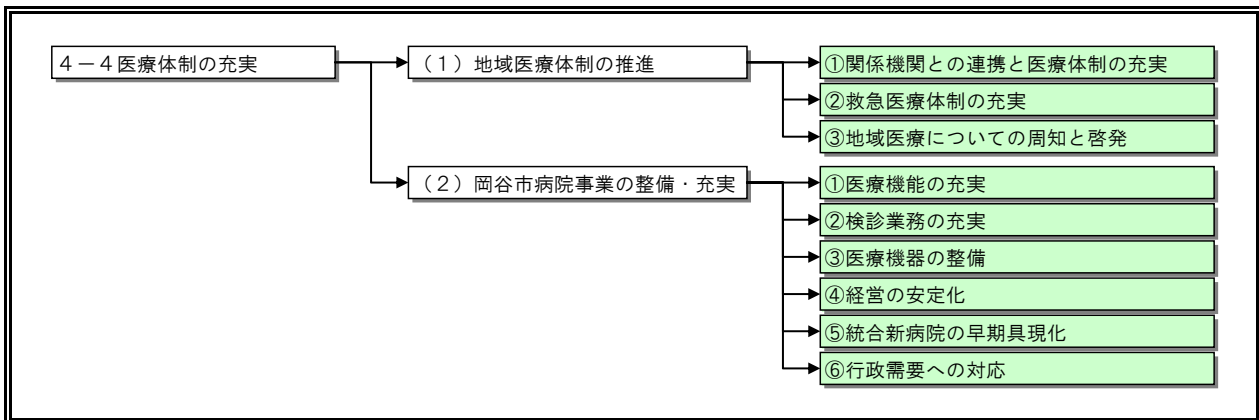 4－4医療体制の充実
（1）地域医療体制の推進
①関係機関との連携と医療体制の充実
②救急医療体制の充実
③地域医療についての周知と啓発
（2）岡谷市病院事業の整備・充実
①医療機能の充実
②検診業務の充実
③医療機器の整備
④経営の安定化
⑤統合新病院の早期具現化
⑥行政需要への対応